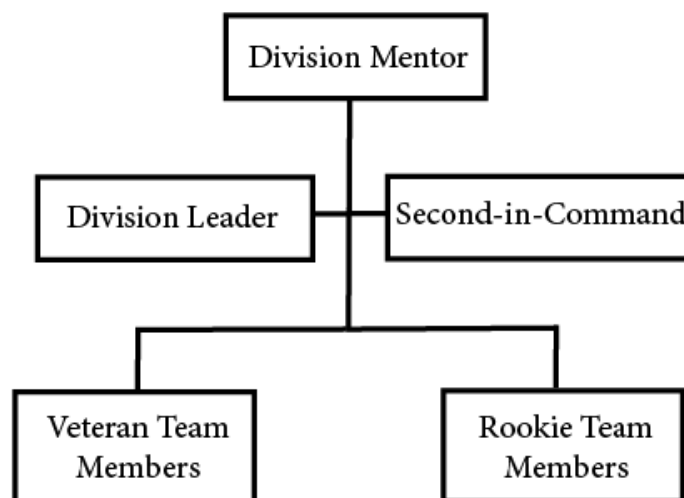 Division Mentor
Division Leader
Second-in-Command
Veteran Team
Members
Rookie Team
Members